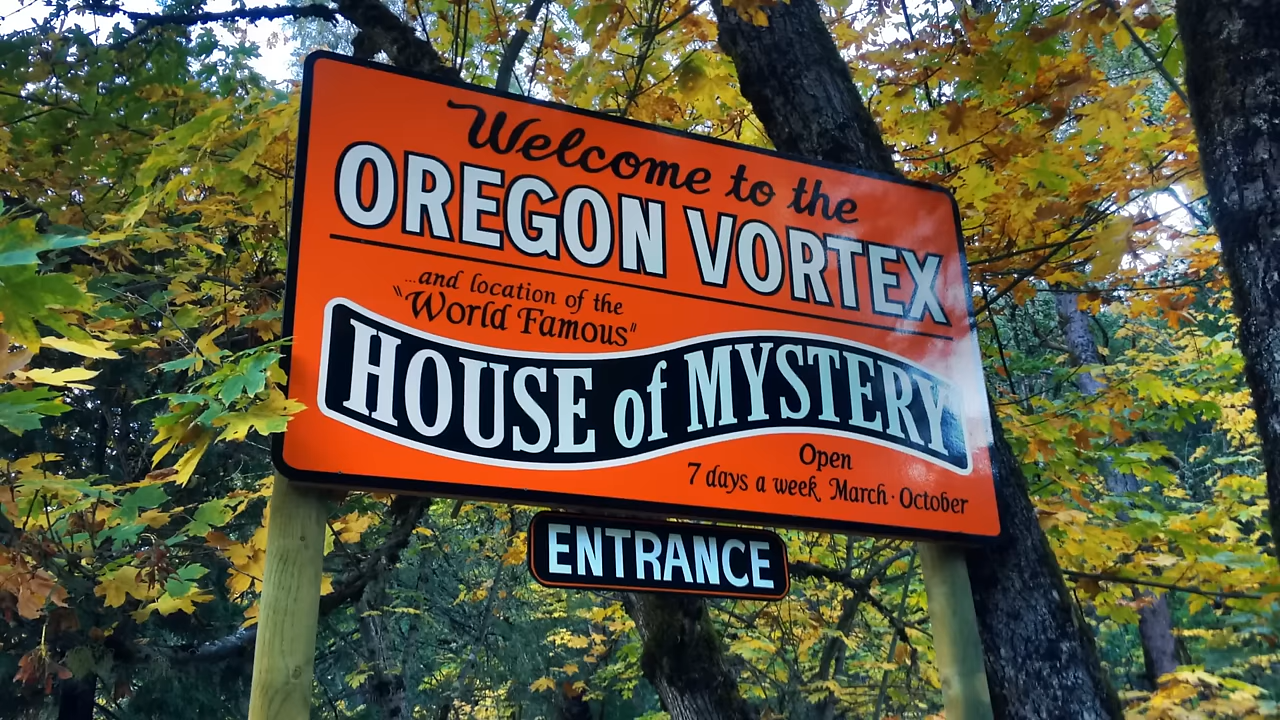 Welcome to the
OREGON VORTEX
...and location of the
"World Famous"
HOUSE of MYSTERY
Open
7 days a week March · October
ENTRANCE